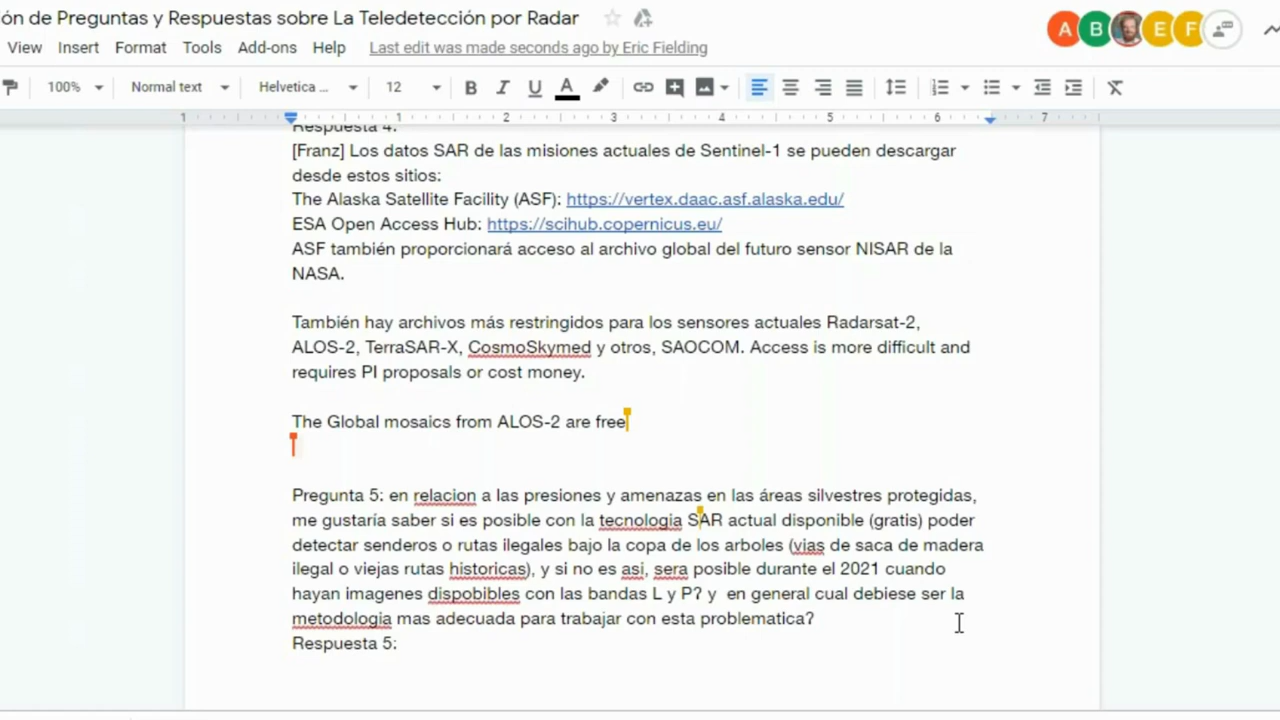 ón de Preguntas y Respuestas sobre La Teledetección por Radar
A B E F
View Insert Format Tools Add-ons Help Last edit was made seconds ago by Eric Fielding
100% Normal text Helvetica ... 12 B I U A
1 1 2 3 4 5 6 7
Respuesta 4:
[Franz] Los datos SAR de las misiones actuales de Sentinel-1 se pueden descargar
desde estos sitios:
The Alaska Satellite Facility (ASF): https://vertex.daac.asf.alaska.edu/
ESA Open Access Hub: https://scihub.copernicus.eu/
ASF también proporcionará acceso al archivo global del futuro sensor NISAR de la
NASA.
También hay archivos más restringidos para los sensores actuales Radarsat-2,
ALOS-2, TerraSAR-X, CosmoSkymed y otros, SAOCOM. Access is more difficult and
requires PI proposals or cost money.
The Global mosaics from ALOS-2 are free
Pregunta 5: en relacion a las presiones y amenazas en las áreas silvestres protegidas,
me gustaría saber si es posible con la tecnologia SAR actual disponible (gratis) poder
detectar senderos o rutas ilegales bajo la copa de los arboles (vias de saca de madera
ilegal o viejas rutas historicas), y si no es asi, sera posible durante el 2021 cuando
hayan imagenes dispobibles con las bandas L y P? y en general cual debiese ser la
metodologia mas adecuada para trabajar con esta problematica?
Respuesta 5: